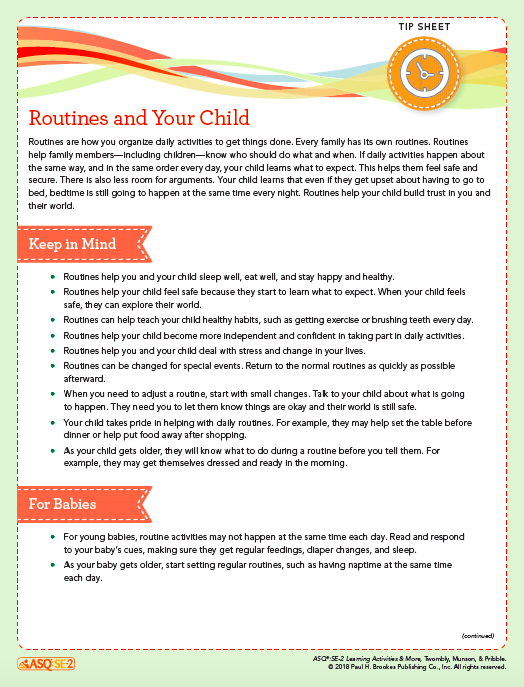 TIP SHEET
Routines and Your Child
Routines are how you organize daily activities to get things done. Every family has its own routines. Routines
help family members—including children—know who should do what and when. If daily activities happen about
the same way, and in the same order every day, your child learns what to expect. This helps them feel safe and
secure. There is also less room for arguments. Your child learns that even if they get upset about having to go to
bed, bedtime is still going to happen at the same time every night. Routines help your child build trust in you and
their world.
Keep in Mind
• Routines help you and your child sleep well, eat well, and stay happy and healthy.
• Routines help your child feel safe because they start to learn what to expect. When your child feels
safe, they can explore their world.
• Routines can help teach your child healthy habits, such as getting exercise or brushing teeth every day.
• Routines help your child become more independent and confident in taking part in daily activities.
• Routines help you and your child deal with stress and change in your lives.
• Routines can be changed for special events. Return to the normal routines as quickly as possible
afterward.
• When you need to adjust a routine, start with small changes. Talk to your child about what is going
to happen. They need you to let them know things are okay and their world is still safe.
• Your child takes pride in helping with daily routines. For example, they may help set the table before
dinner or help put food away after shopping.
• As your child gets older, they will know what to do during a routine before you tell them. For
example, they may get themselves dressed and ready in the morning.
For Babies
• For young babies, routine activities may not happen at the same time each day. Read and respond
to your baby's cues, making sure they get regular feedings, diaper changes, and sleep.
• As your baby gets older, start setting regular routines, such as having naptime at the same time
each day.
(continued)
ASQ:SE-2
ASQ®:SE-2 Learning Activities & More, Twombly, Munson, & Pribble.
© 2018 Paul H. Brookes Publishing Co., Inc. All rights reserved.